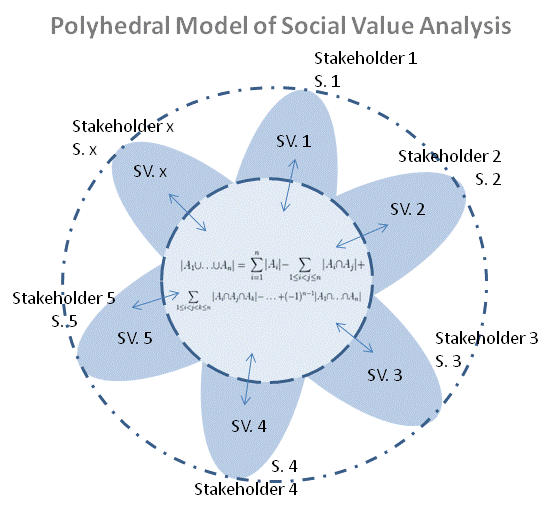 Polyhedral Model of Social Value Analysis
Stakeholder 1
S. 1
Stakeholder x
S. x
SV. 1
Stakeholder 2
S. 2
SV. x
SV. 2
|A₁∪…∪Aₙ| = ∑ⁿᵢ₌₁|Aᵢ|− ∑₁≤ᵢ<ⱼ≤ₙ |Aᵢ∩Aⱼ|+
∑₁≤ᵢ<ⱼ<ₖ≤ₙ |Aᵢ∩Aⱼ∩Aₖ|−…+(−1)ⁿ⁻¹|A₁∩…∩Aₙ|
Stakeholder 5
S. 5
SV. 5
Stakeholder 3
S. 3
SV. 3
SV. 4
S. 4
Stakeholder 4